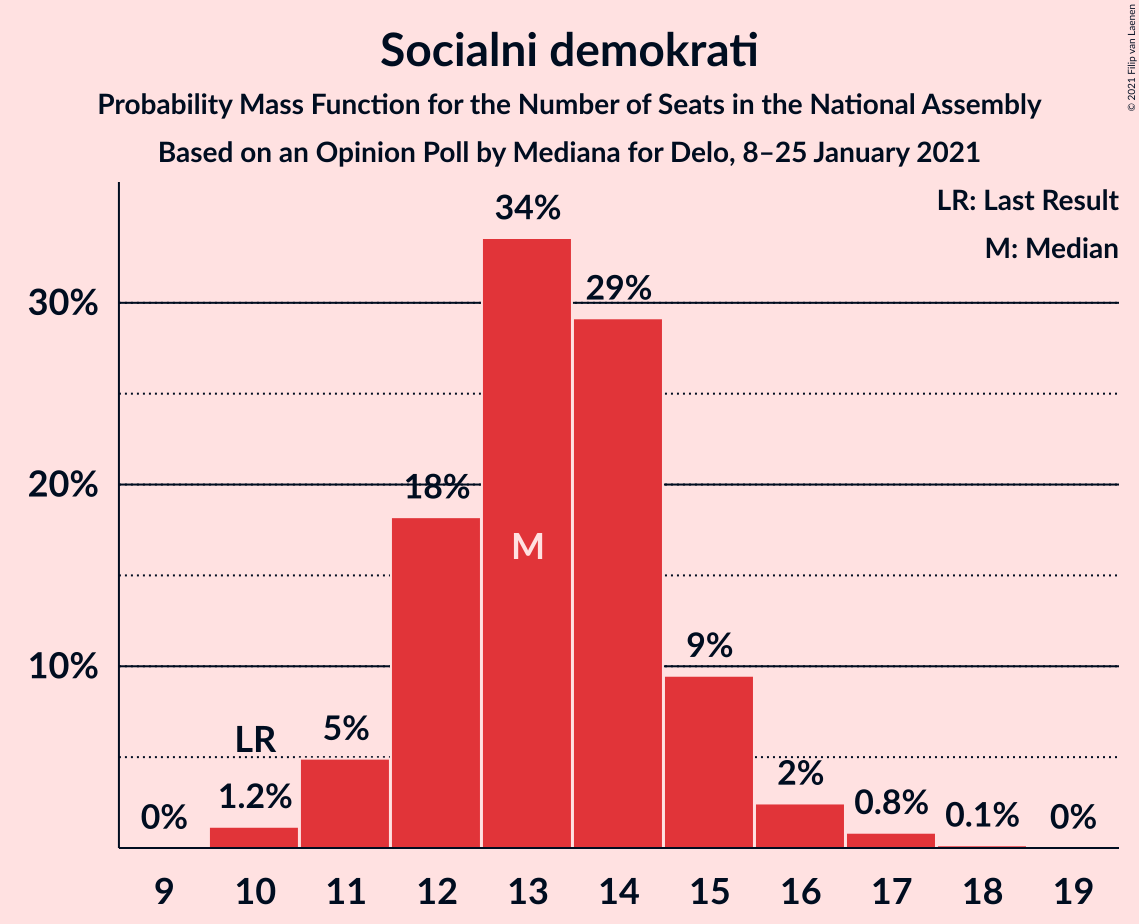 Socialni demokrati
Probability Mass Function for the Number of Seats in the National Assembly
Based on an Opinion Poll by Mediana for Delo, 8–25 January 2021
© 2021 Filip van Laenen
LR: Last Result
M: Median
34%
29%
30%
18%
20%
M
9%
10%
5%
LR
2%
1.2%
0.8%
0.1%
0%
0%
9 10 11 12 13 14 15 16 17 18 19